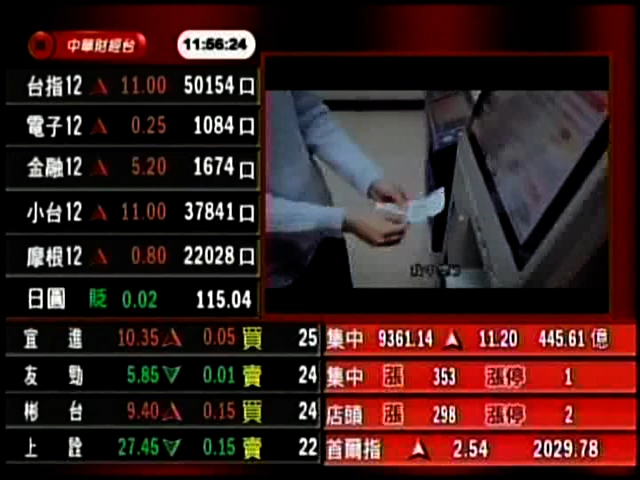 中華財經台 11:56:24
台指12 11.00 50154口
電子12 0.25 1084口
金融12 5.20 1674口
小台12 11.00 37841口
摩根12 0.80 22028口
日圓 貶 0.02 115.04
宜進 10.35 0.05 買 25
友勁 5.85 0.01 賣 24
彬台 9.40 0.15 買 24
上詮 27.45 0.15 賣 22
集中 9361.14 11.20 445.61億
集中 漲 353 漲停 1
店頭 漲 298 漲停 2
首爾指 2.54 2029.78